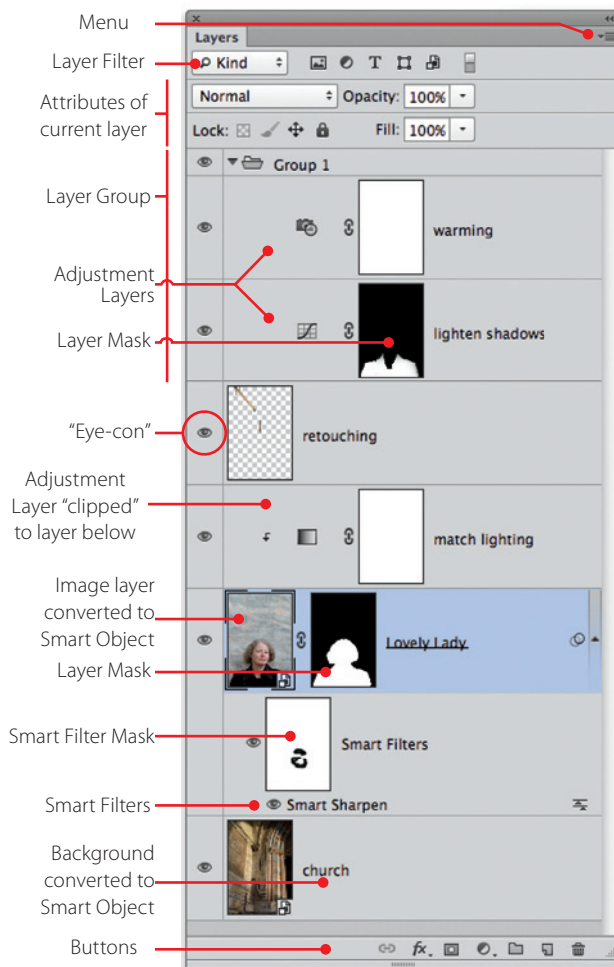 Menu
Layers
Layer Filter
Kind
T
Attributes of
current layer
Normal
Opacity: 100%
Lock:
Fill: 100%
Group 1
Layer Group
warming
Adjustment
Layers
Layer Mask
lighten shadows
“Eye-con”
retouching
Adjustment
Layer “clipped”
to layer below
match lighting
Image layer
converted to
Smart Object
Lovely Lady
Layer Mask
Smart Filter Mask
Smart Filters
Smart Filters
Smart Sharpen
Background
converted to
Smart Object
church
Buttons
fx